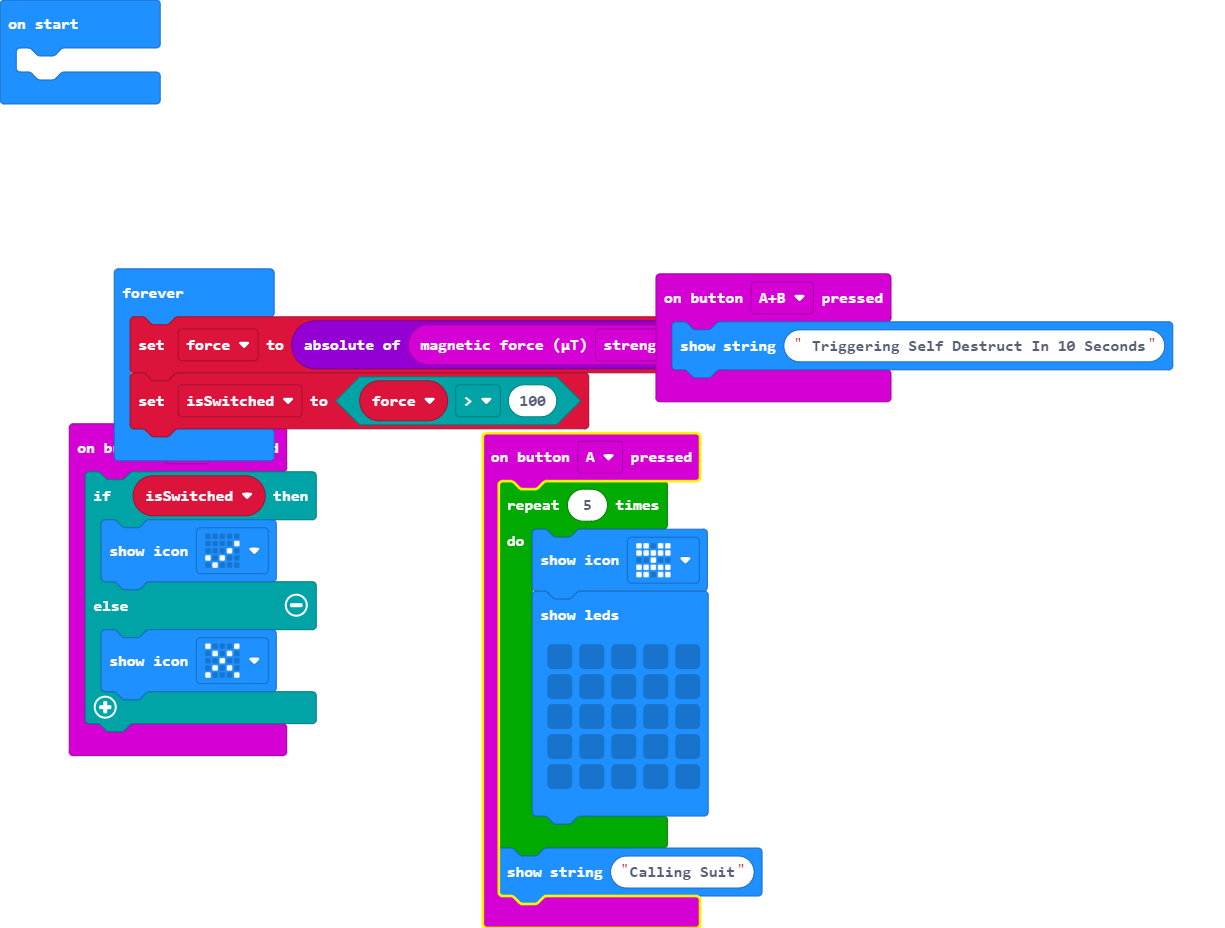 on start
forever
set force to absolute of magnetic force (µT)
set isSwitched to force > 100
on button A+B pressed
show string " Triggering Self Destruct In 10 Seconds"
on
if isSwitched then
show icon
else
show icon
on button A pressed
repeat 5 times
do
show icon
show leds
show string "Calling Suit"